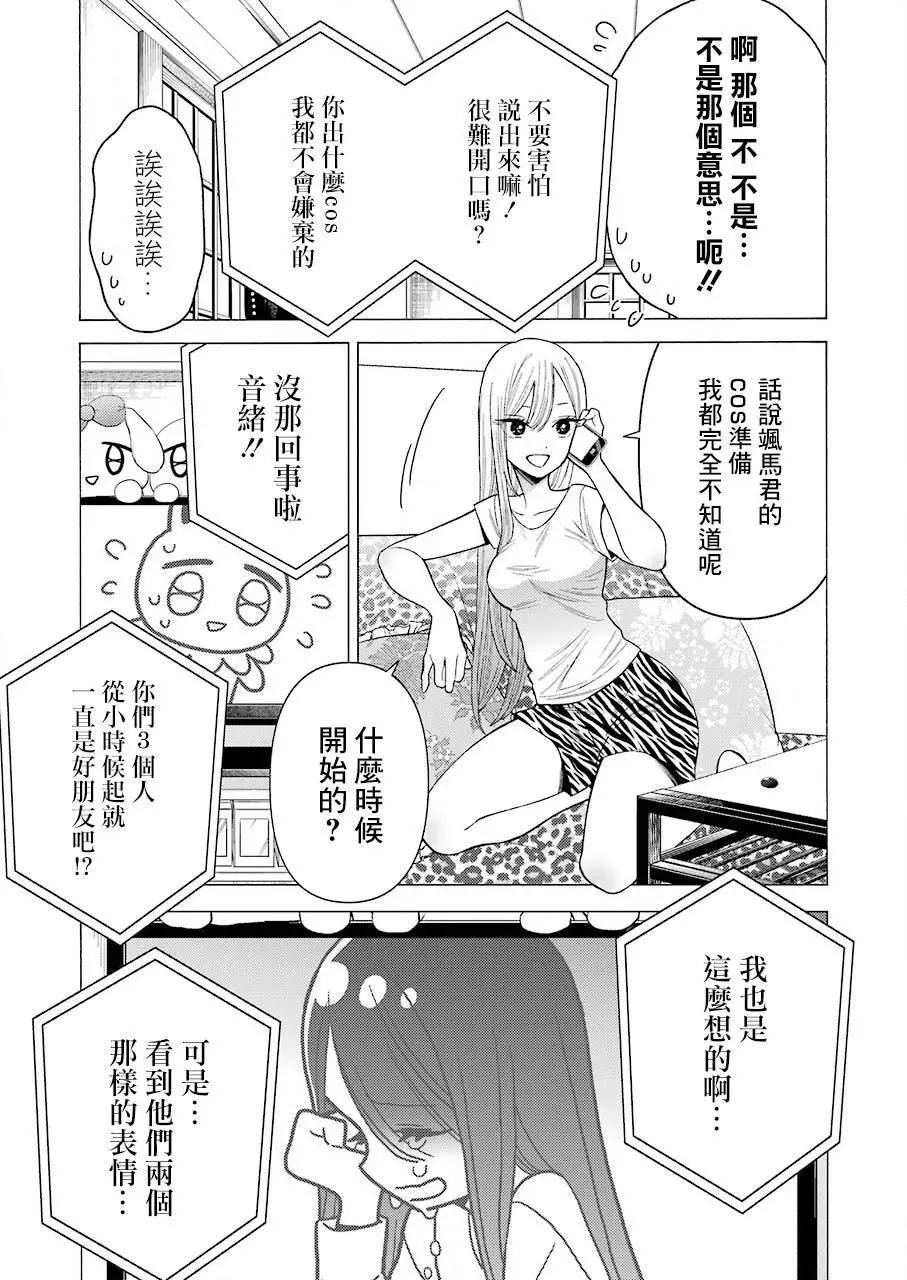 啊 那個 不 不是…
不是那個意思…呃!!
不要害怕
説出來嘛!
很難開口嗎?
你出什麼cos
我都不會嫌棄的
誒誒誒誒…
話說颯馬君的
cos準備
我都完全不知道呢
什麼時候
開始的?
沒那回事啦
音緒!!
你們3個人
從小時候起就
一直是好朋友吧!?
我也是
這麼想的啊…
可是…
看到他們兩個
那樣的表情…